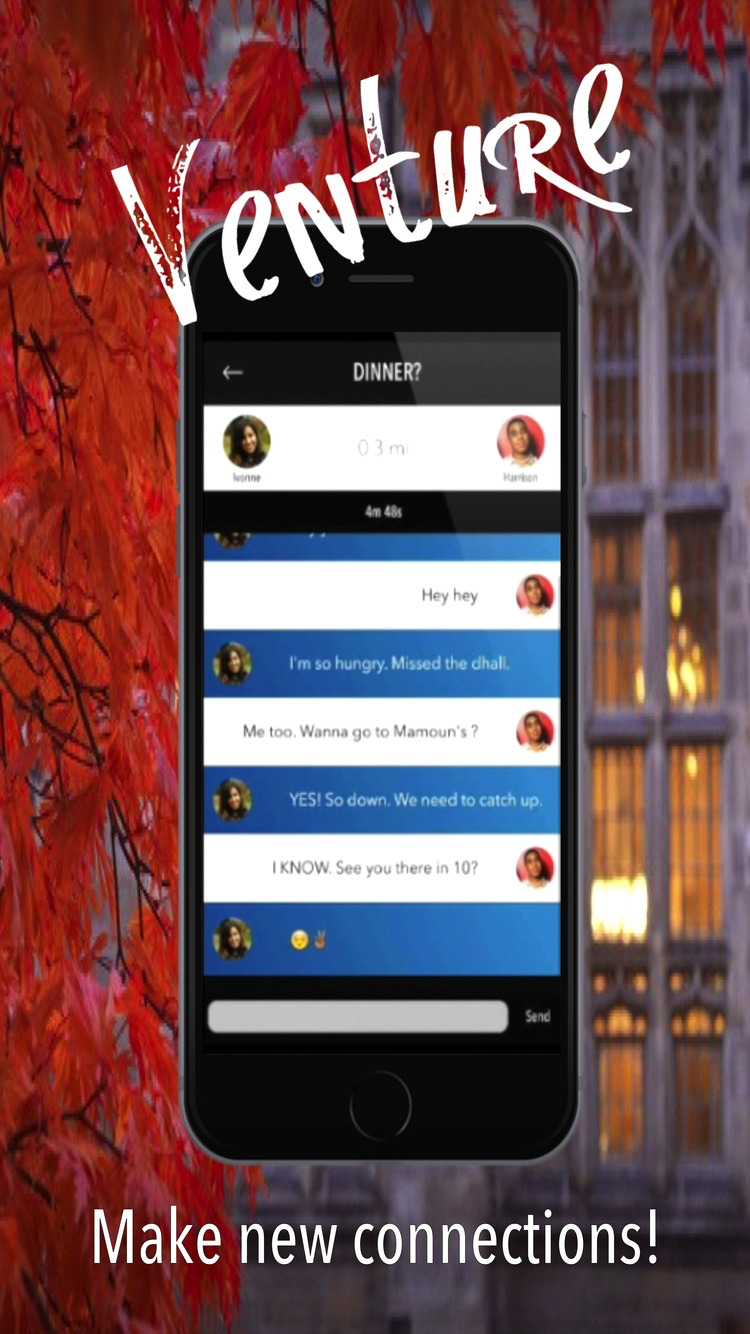 Venture
DINNER?
0.3 mi
Ivonne
Harrison
4m 48s
Hey hey
I'm so hungry. Missed the dhall.
Me too. Wanna go to Mamoun's ?
YES! So down. We need to catch up.
I KNOW. See you there in 10?
😌✌🏾
Send
Make new connections!